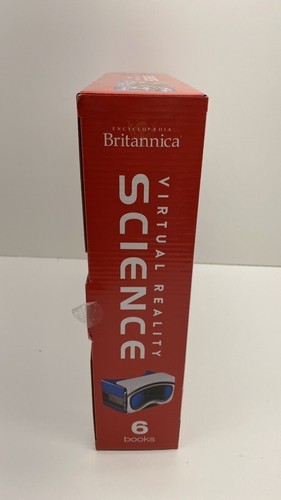 ENCYCLOPÆDIA
Britannica
VIRTUAL REALITY
SCIENCE
6
books